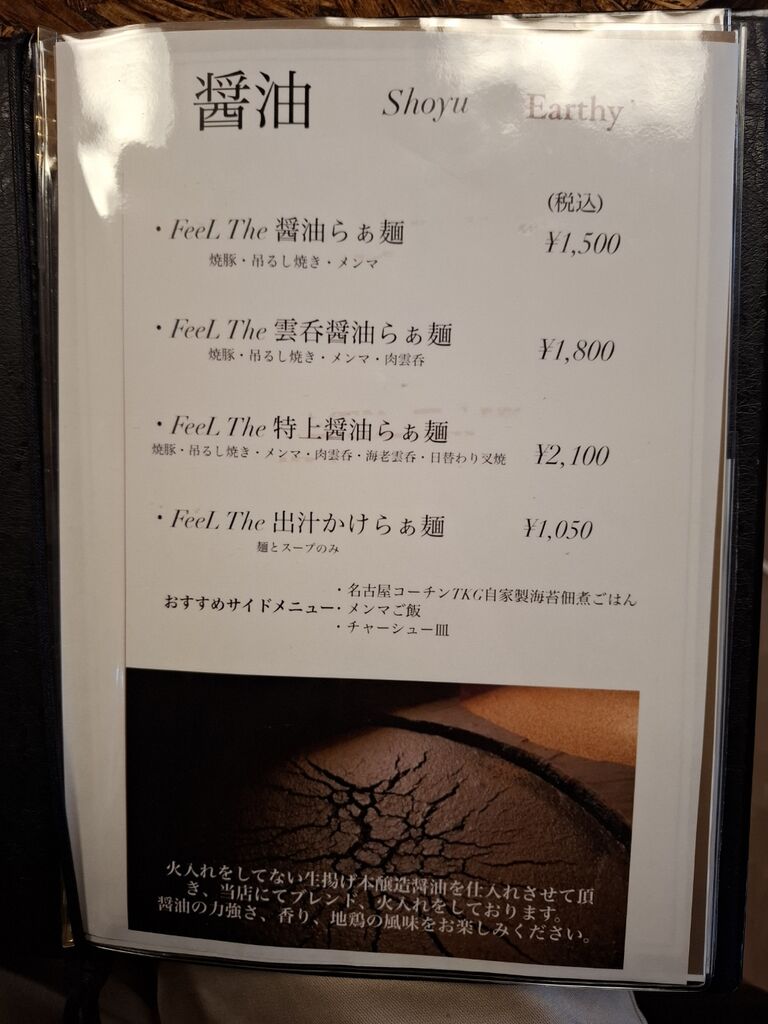 醤油 Shoyu Earthy
(税込)
・FeeL The 醤油らぁ麺 ¥1,500
焼豚・吊るし焼き・メンマ
・FeeL The 雲呑醤油らぁ麺 ¥1,800
焼豚・吊るし焼き・メンマ・肉雲呑
・FeeL The 特上醤油らぁ麺
焼豚・吊るし焼き・メンマ・肉雲呑・海老雲呑・日替わり叉焼 ¥2,100
・FeeL The 出汁かけらぁ麺 ¥1,050
麺とスープのみ
・名古屋コーチンTKG自家製海苔佃煮ごはん
おすすめサイドメニュー・メンマご飯
・チャーシュー皿
火入れをしてない生揚げ本醸造醤油を仕入れさせて頂
き、当店にてブレンド、火入れをしております。
醤油の力強さ、香り、地鶏の風味をお楽しみください。